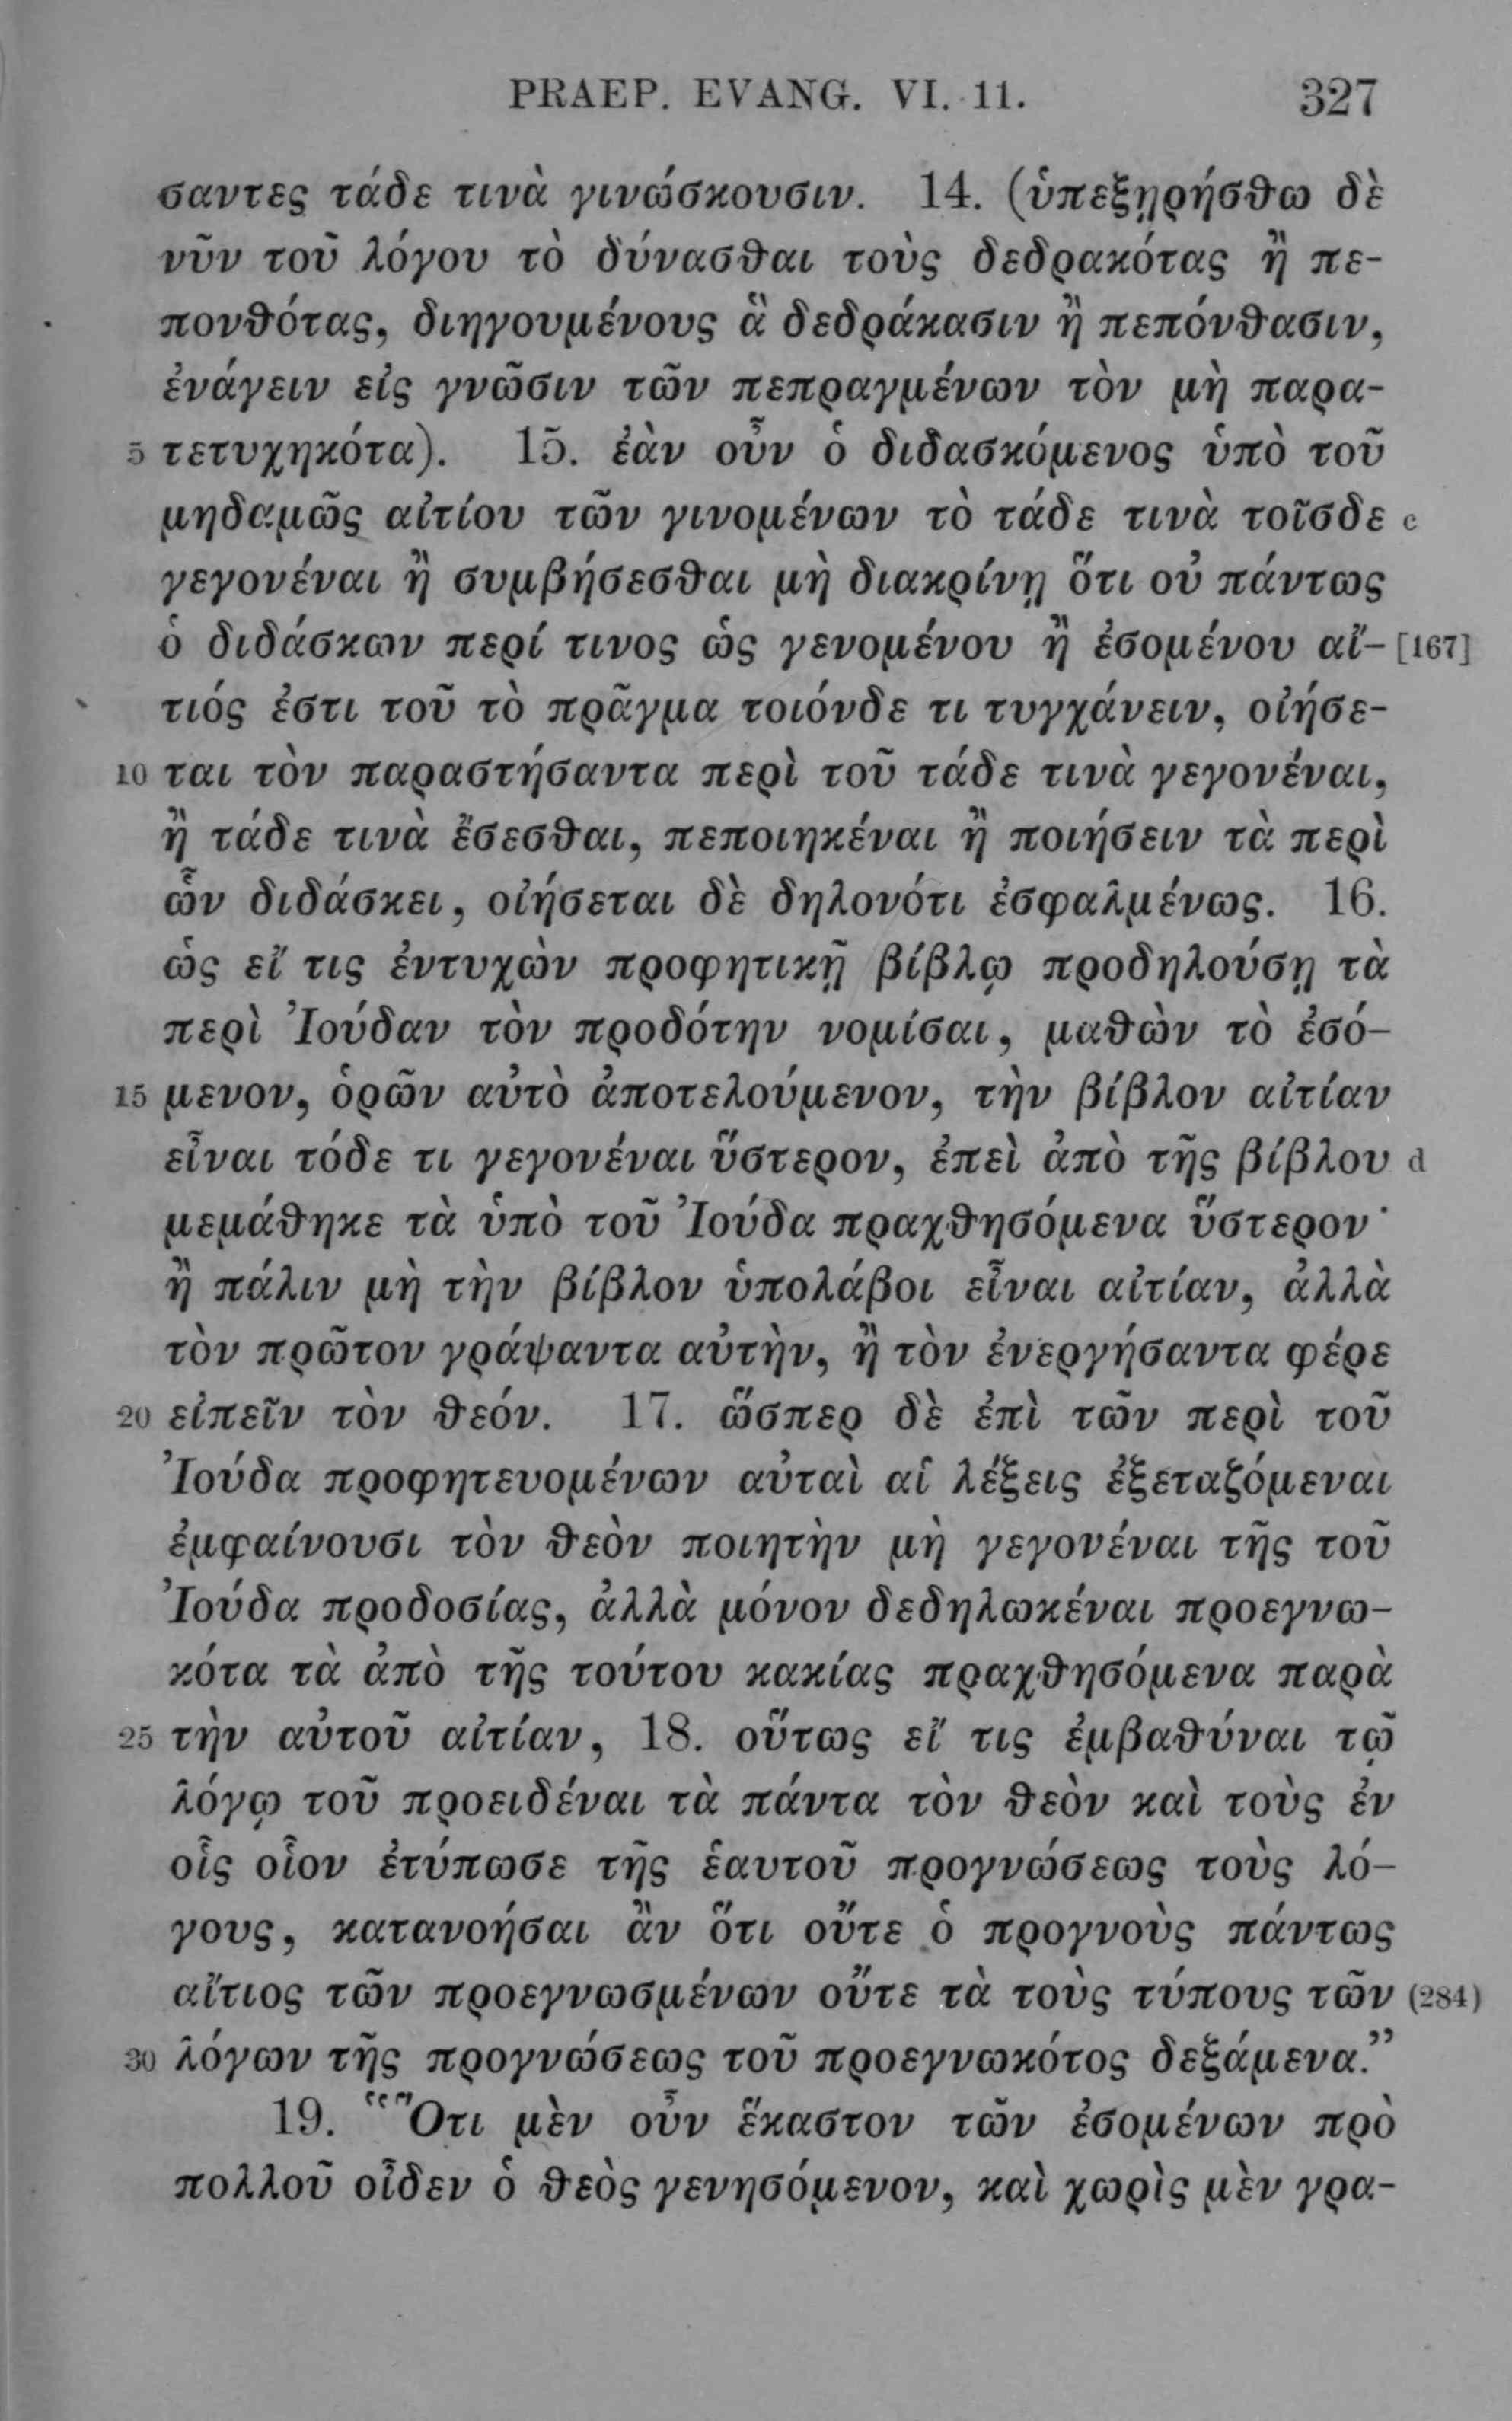 PRAEP. EVANG. VI. 11. 327
σαντες τάδε τινὰ γινώσκουσιν. 14. (ὑπεξῃρήσθω δὲ
νῦν τοῦ λόγου τὸ δύνασθαι τοὺς δεδρακότας ἢ πε-
πονθότας, διηγουμένους ἃ δεδράκασιν ἢ πεπόνθασιν,
ἐνάγειν εἰς γνῶσιν τῶν πεπραγμένων τὸν μὴ παρα-
5 τετυχηκότα). 15. ἐὰν οὖν ὁ διδασκόμενος ὑπὸ τοῦ
μηδαμῶς αἰτίου τῶν γινομένων τὸ τάδε τινὰ τοῖσδε c
γεγονέναι ἢ συμβήσεσθαι μὴ διακρίνῃ ὅτι οὐ πάντως
ὁ διδάσκων περί τινος ὡς γενομένου ἢ ἐσομένου αἴ- [167]
τιός ἐστι τοῦ τὸ πρᾶγμα τοιόνδε τι τυγχάνειν, οἰήσε-
10 ται τὸν παραστήσαντα περὶ τοῦ τάδε τινὰ γεγονέναι,
ἢ τάδε τινὰ ἔσεσθαι, πεποιηκέναι ἢ ποιήσειν τὰ περὶ
ὧν διδάσκει, οἰήσεται δὲ δηλονότι ἐσφαλμένως. 16.
ὡς εἴ τις ἐντυχὼν προφητικῇ βίβλῳ προδηλούσῃ τὰ
περὶ Ἰούδαν τὸν προδότην νομίσαι, μαθὼν τὸ ἐσό-
15 μενον, ὁρῶν αὐτὸ ἀποτελούμενον, τὴν βίβλον αἰτίαν
εἶναι τόδε τι γεγονέναι ὕστερον, ἐπεὶ ἀπὸ τῆς βίβλου d
μεμάθηκε τὰ ὑπὸ τοῦ Ἰούδα πραχθησόμενα ὕστερον·
ἢ πάλιν μὴ τὴν βίβλον ὑπολάβοι εἶναι αἰτίαν, ἀλλὰ
τὸν πρῶτον γράψαντα αὐτὴν, ἢ τὸν ἐνεργήσαντα φέρε
20 εἰπεῖν τὸν θεόν. 17. ὥσπερ δὲ ἐπὶ τῶν περὶ τοῦ
Ἰούδα προφητευομένων αὐταὶ αἱ λέξεις ἐξεταζόμεναι
ἐμφαίνουσι τὸν θεὸν ποιητὴν μὴ γεγονέναι τῆς τοῦ
Ἰούδα προδοσίας, ἀλλὰ μόνον δεδηλωκέναι προεγνω-
κότα τὰ ἀπὸ τῆς τούτου κακίας πραχθησόμενα παρὰ
25 τὴν αὐτοῦ αἰτίαν, 18. οὕτως εἴ τις ἐμβαθύναι τῷ
λόγῳ τοῦ προειδέναι τὰ πάντα τὸν θεὸν καὶ τοὺς ἐν
οἷς οἷον ἐτύπωσε τῆς ἑαυτοῦ προγνώσεως τοὺς λό-
γους, κατανοήσαι ἂν ὅτι οὔτε ὁ προγνοὺς πάντως
αἴτιος τῶν προεγνωσμένων οὔτε τὰ τοὺς τύπους τῶν (284)
30 λόγων τῆς προγνώσεως τοῦ προεγνωκότος δεξάμενα.”
19. “Ὅτι μὲν οὖν ἕκαστον τῶν ἐσομένων πρὸ
πολλοῦ οἶδεν ὁ θεὸς γενησόμενον, καὶ χωρὶς μὲν γρα-